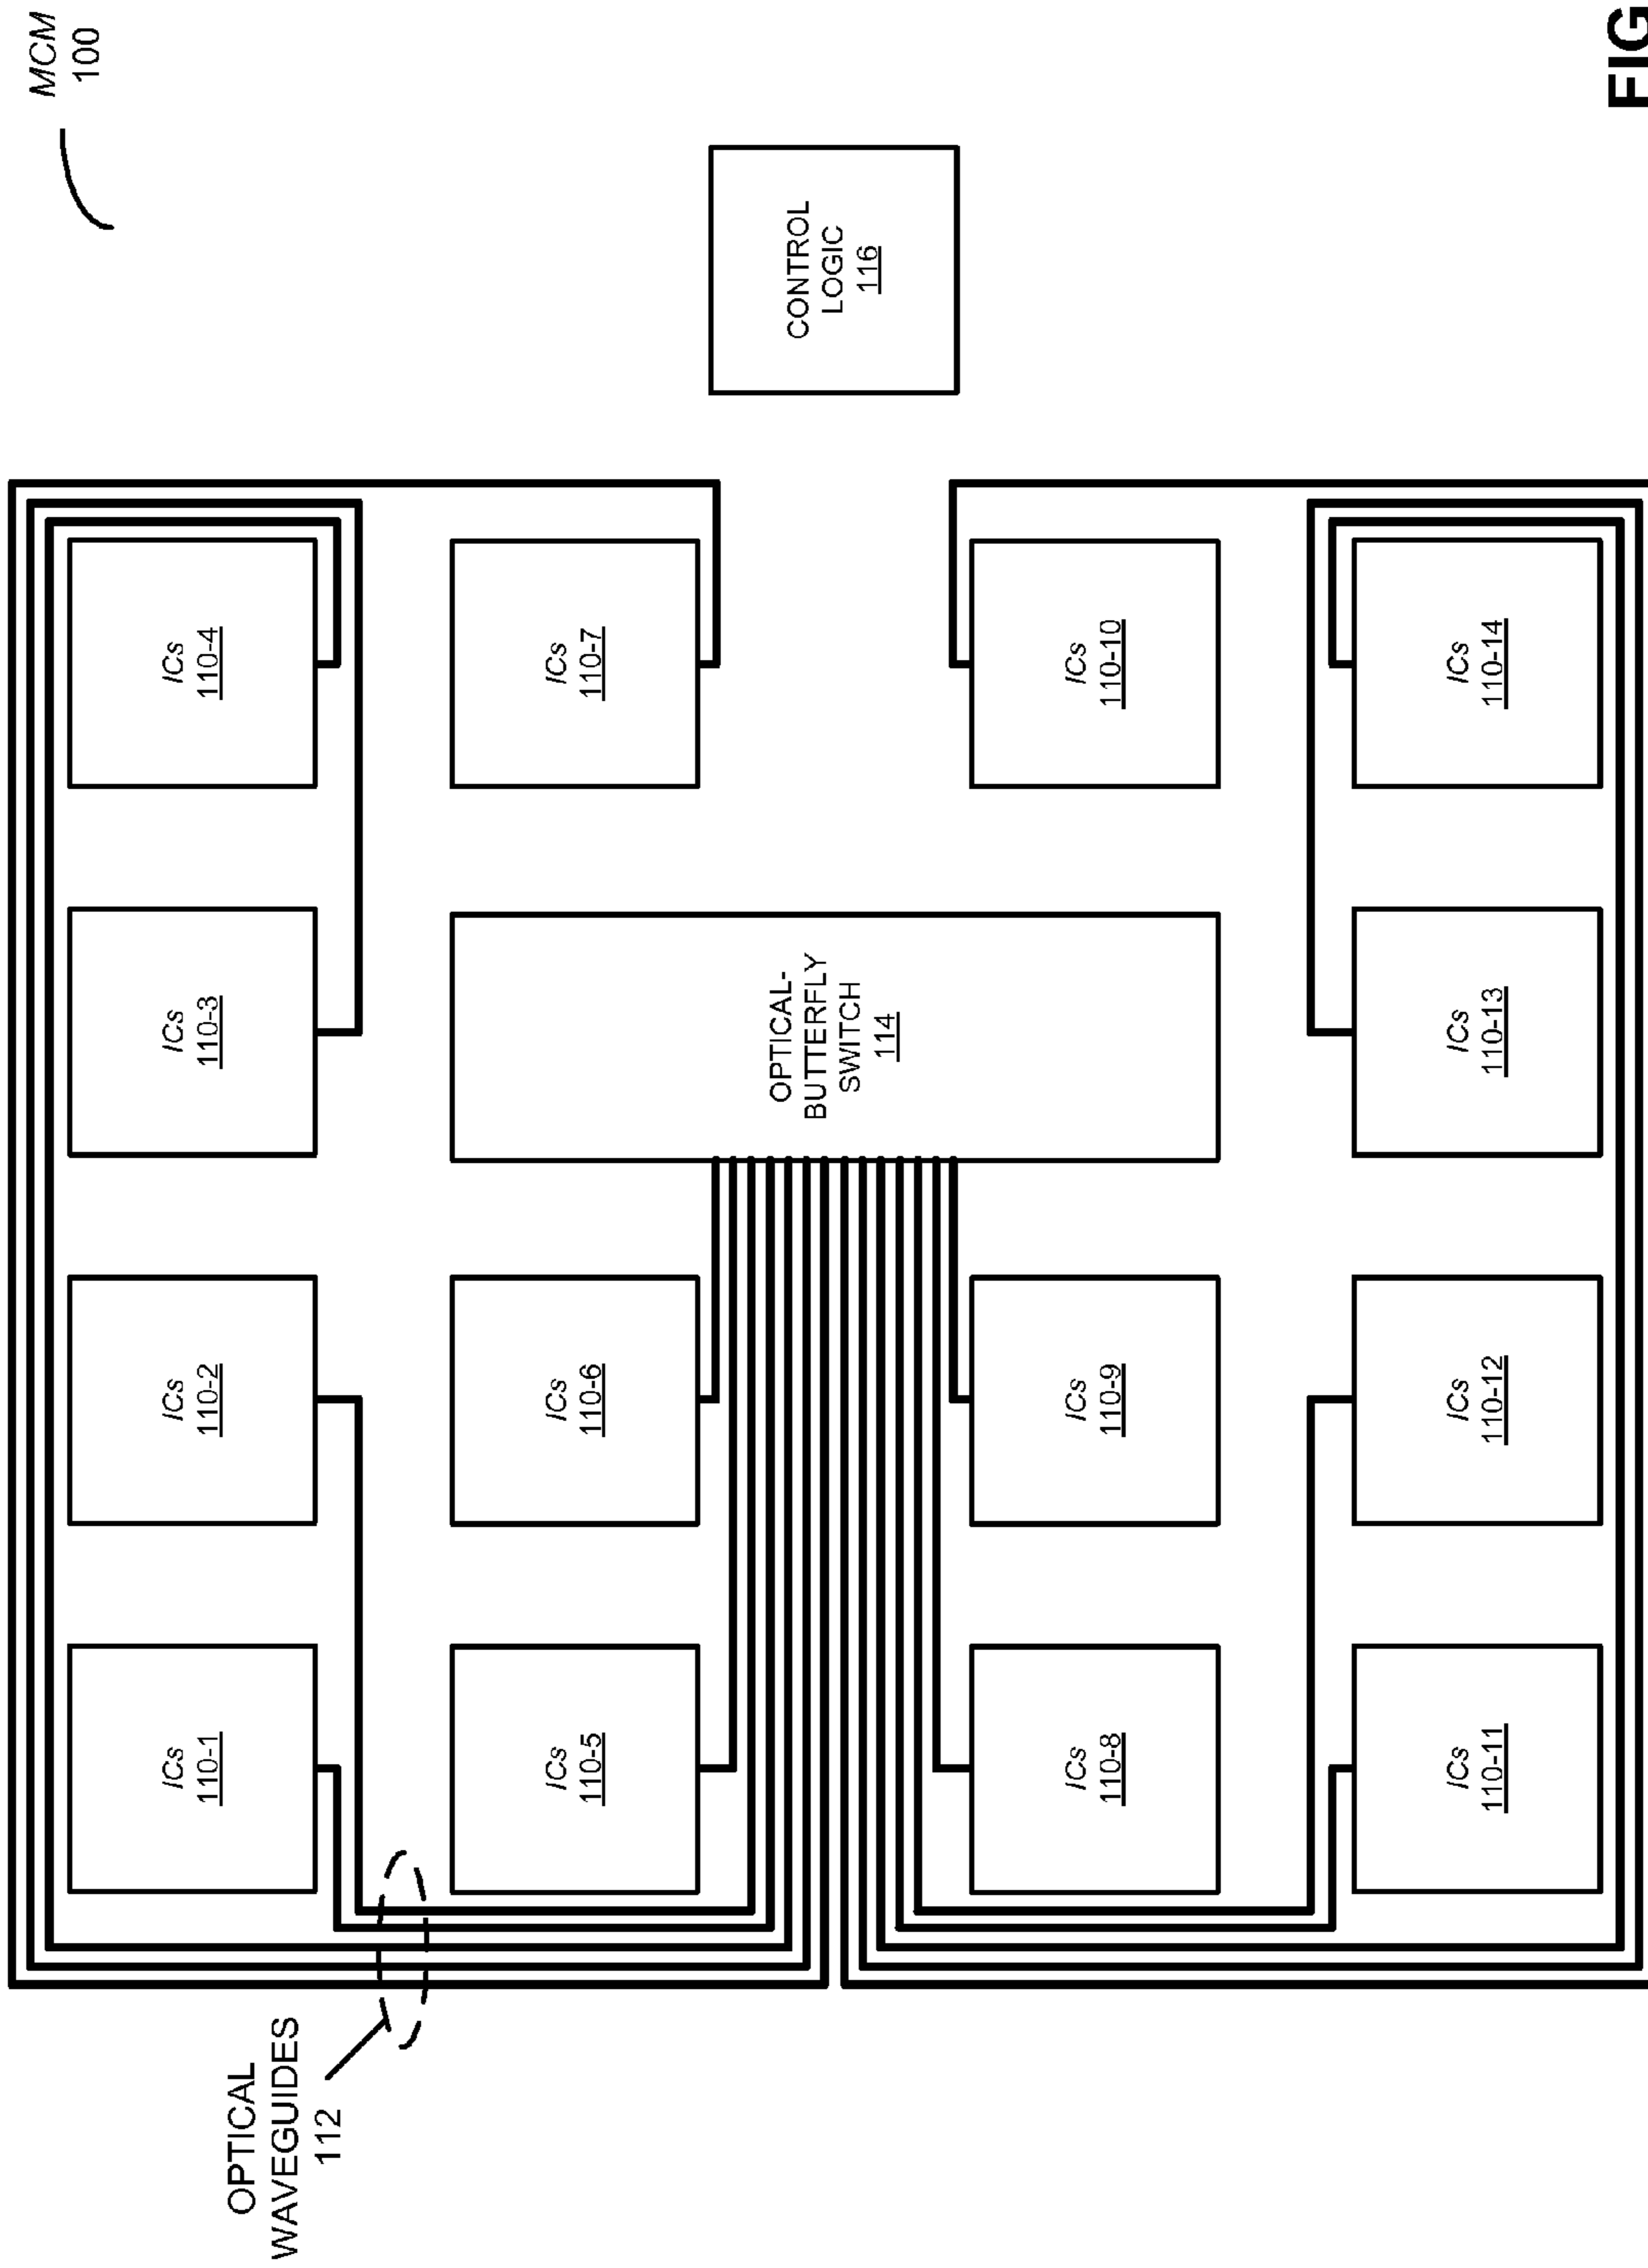 MCM
100
ICs
110-1
ICs
110-2
ICs
110-3
ICs
110-4
OPTICAL
WAVEGUIDES
112
ICs
110-5
ICs
110-6
ICs
110-7
OPTICAL-
BUTTERFLY
SWITCH
114
CONTROL
LOGIC
116
ICs
110-8
ICs
110-9
ICs
110-10
ICs
110-11
ICs
110-12
ICs
110-13
ICs
110-14
FIG